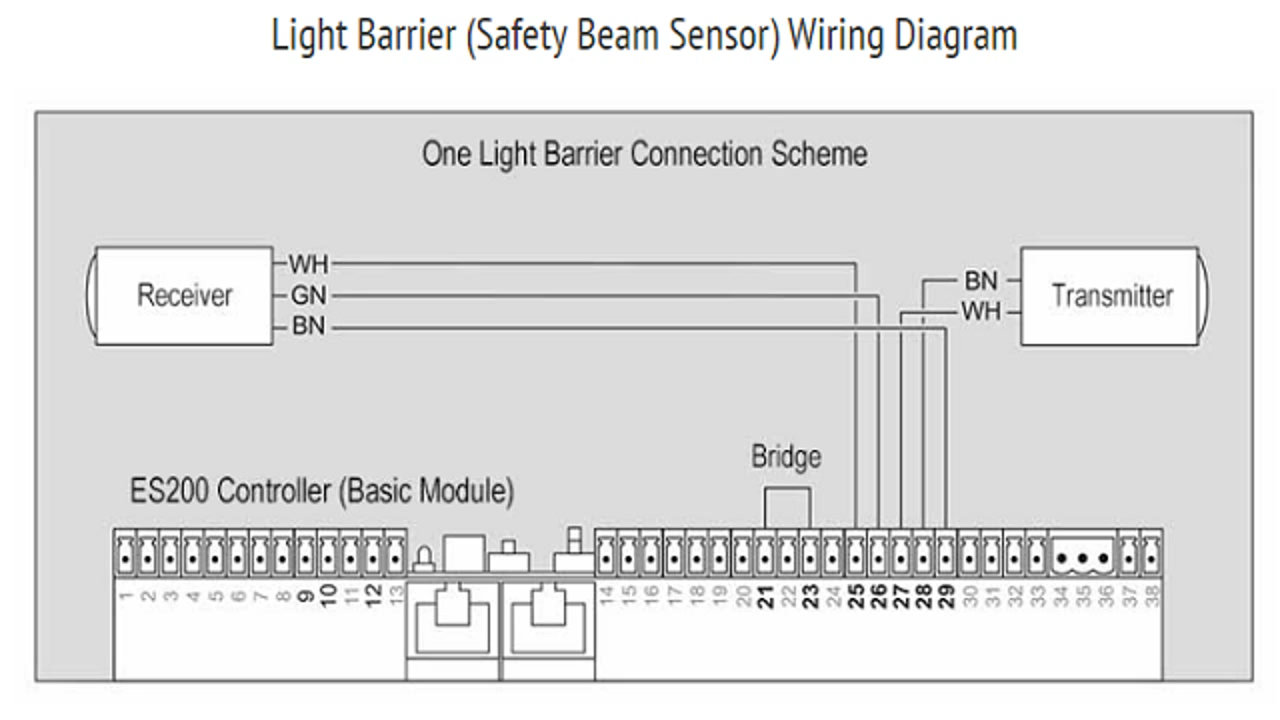 Light Barrier (Safety Beam Sensor) Wiring Diagram
One Light Barrier Connection Scheme
Receiver
WH
GN
BN
BN
WH
Transmitter
Bridge
ES200 Controller (Basic Module)
1 2 3 4 5 6 7 8 9 10 11 12 13 14 15 16 17 18 19 20 21 22 23 24 25 26 27 28 29 30 31 32 33 34 35 36 37 38